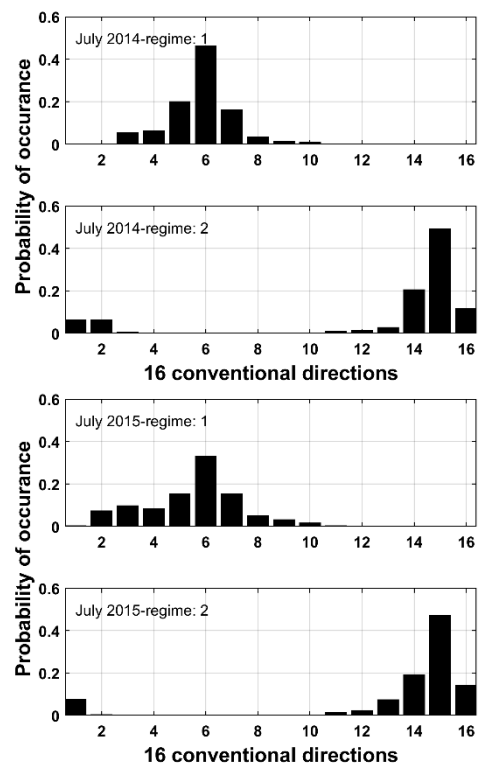 0.6
July 2014-regime: 1
0.4
0.2
0
2 4 6 8 10 12 14 16
Probability of occurance
0.6
July 2014-regime: 2
0.4
0.2
0
2 4 6 8 10 12 14 16
16 conventional directions
0.6
July 2015-regime: 1
0.4
0.2
0
2 4 6 8 10 12 14 16
Probability of occurance
0.6
July 2015-regime: 2
0.4
0.2
0
2 4 6 8 10 12 14 16
16 conventional directions